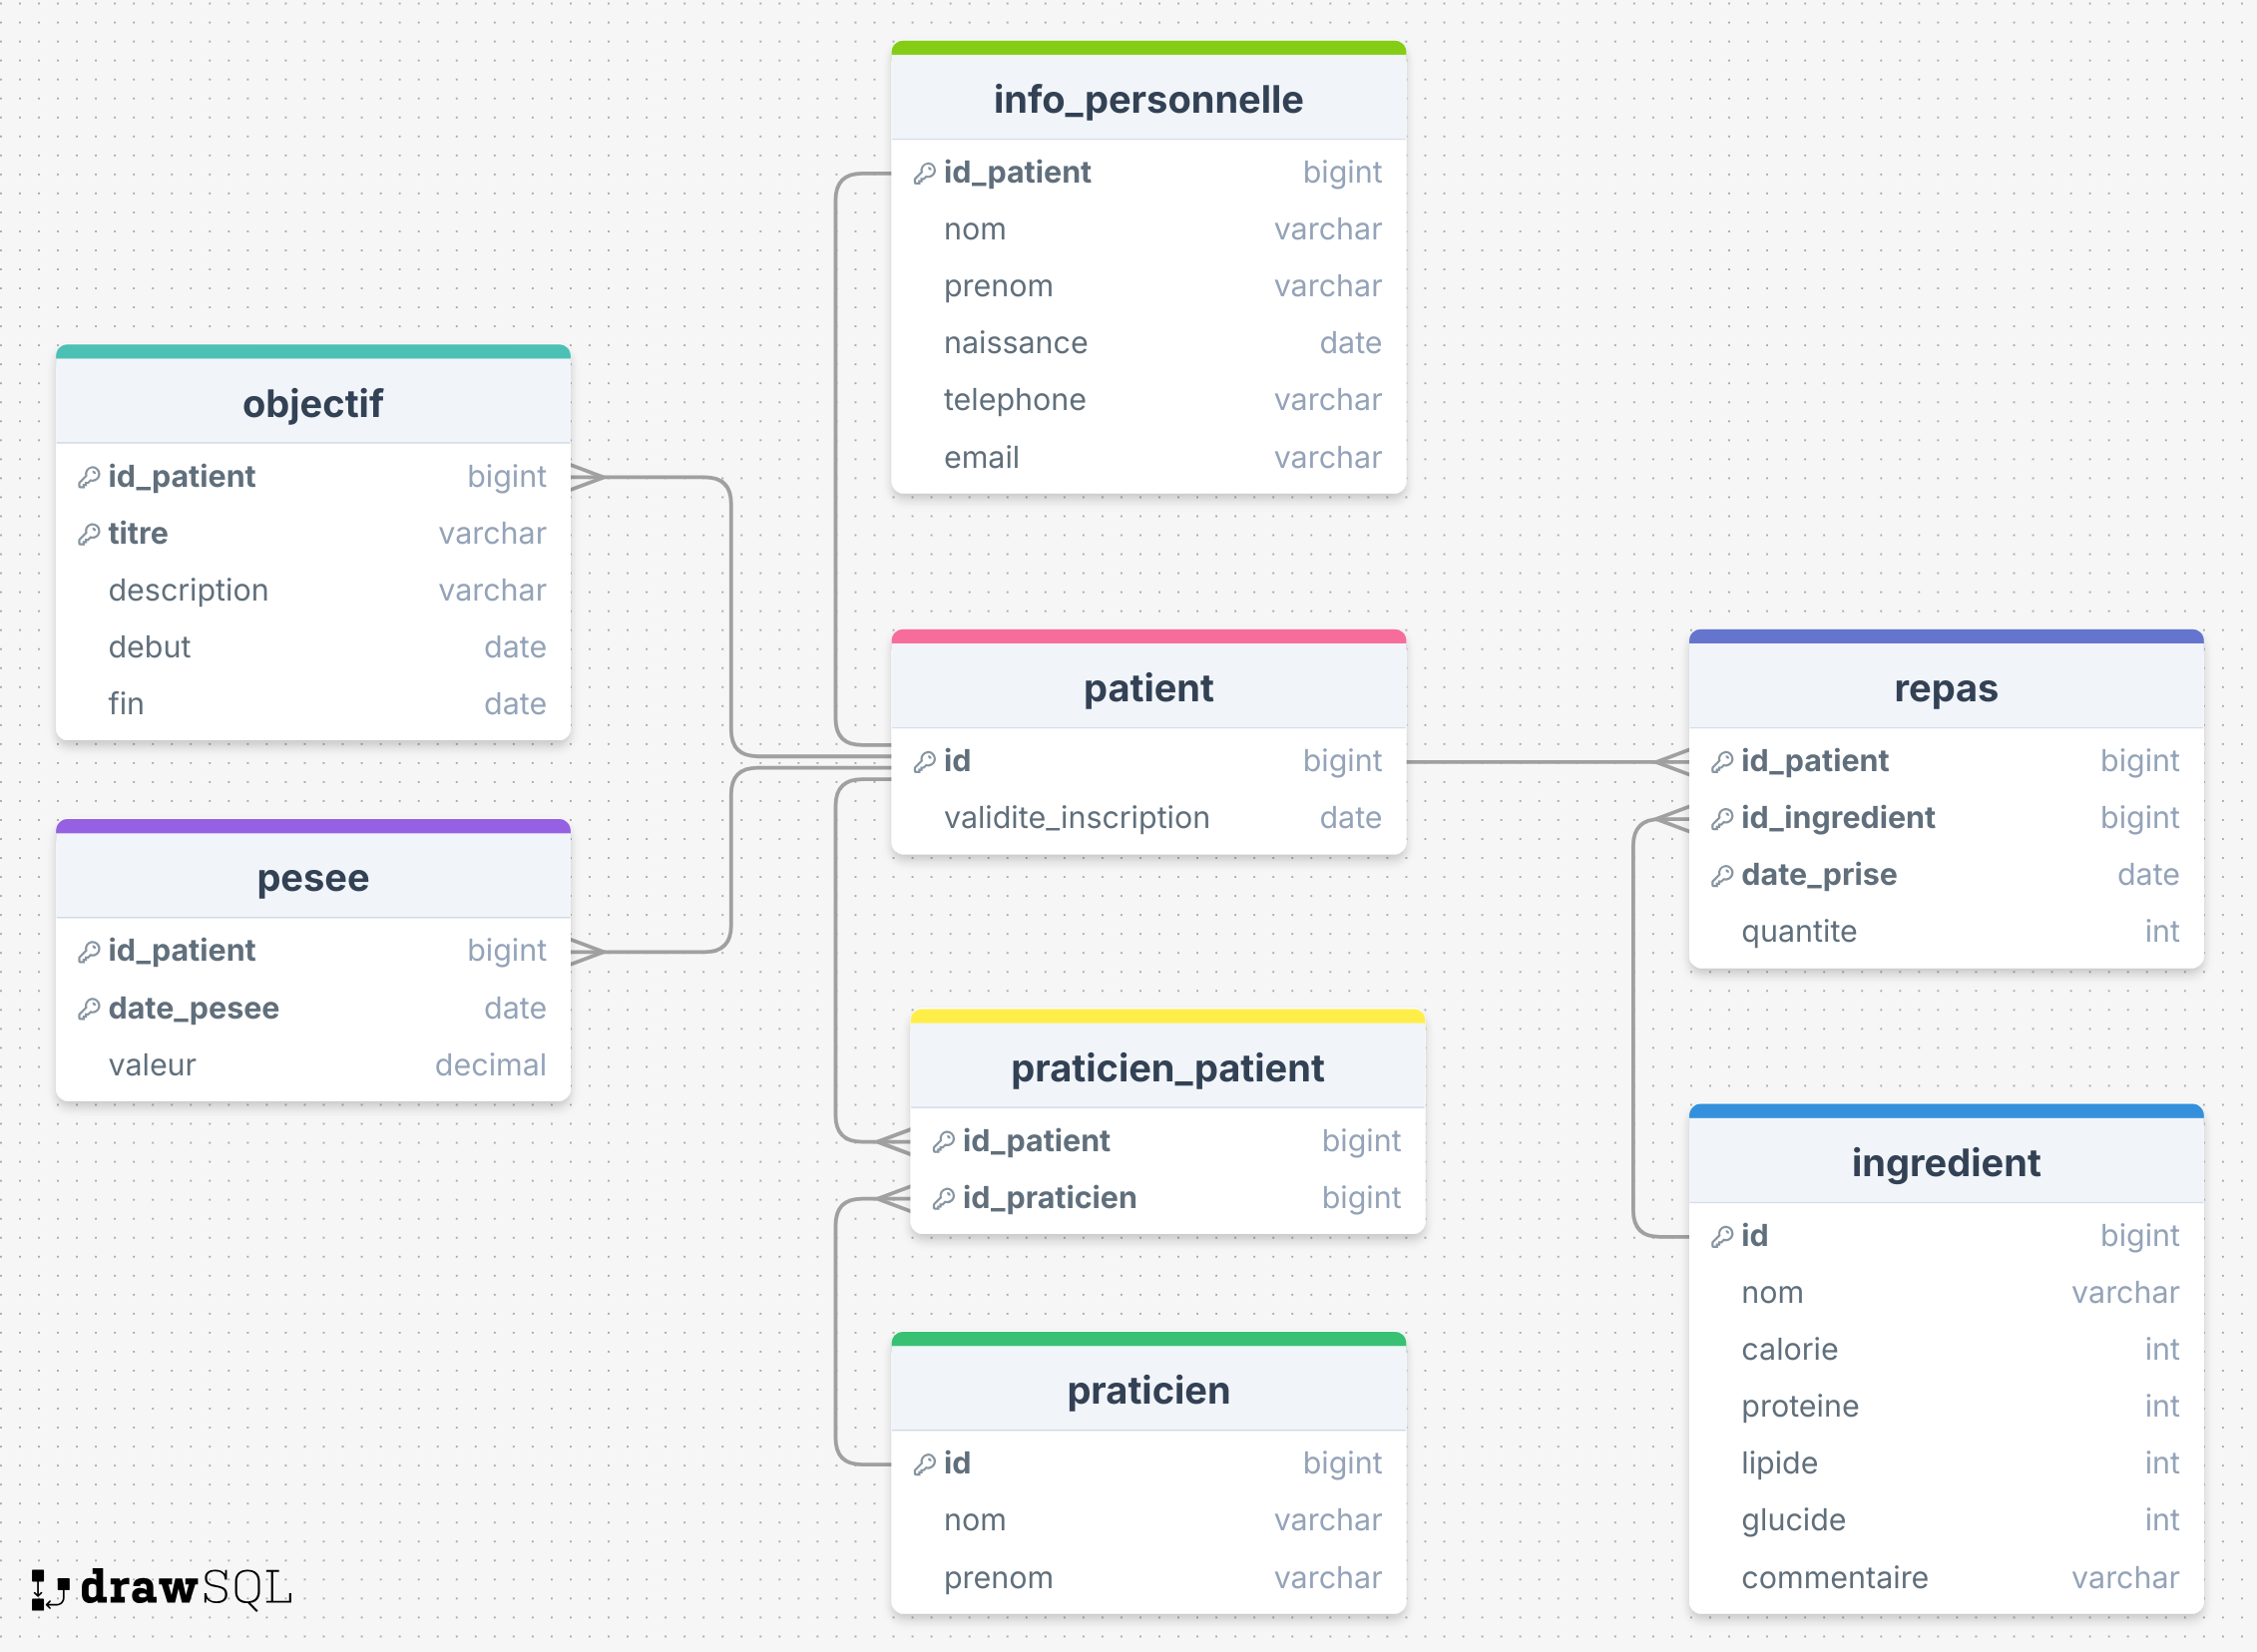 info_personnelle
id_patient bigint
nom varchar
prenom varchar
naissance date
telephone varchar
email varchar
objectif
id_patient bigint
titre varchar
description varchar
debut date
fin date
patient
id bigint
validite_inscription date
repas
id_patient bigint
id_ingredient bigint
date_prise date
quantite int
pesee
id_patient bigint
date_pesee date
valeur decimal
praticien_patient
id_patient bigint
id_praticien bigint
ingredient
id bigint
nom varchar
calorie int
proteine int
lipide int
glucide int
commentaire varchar
praticien
id bigint
nom varchar
prenom varchar
drawSQL